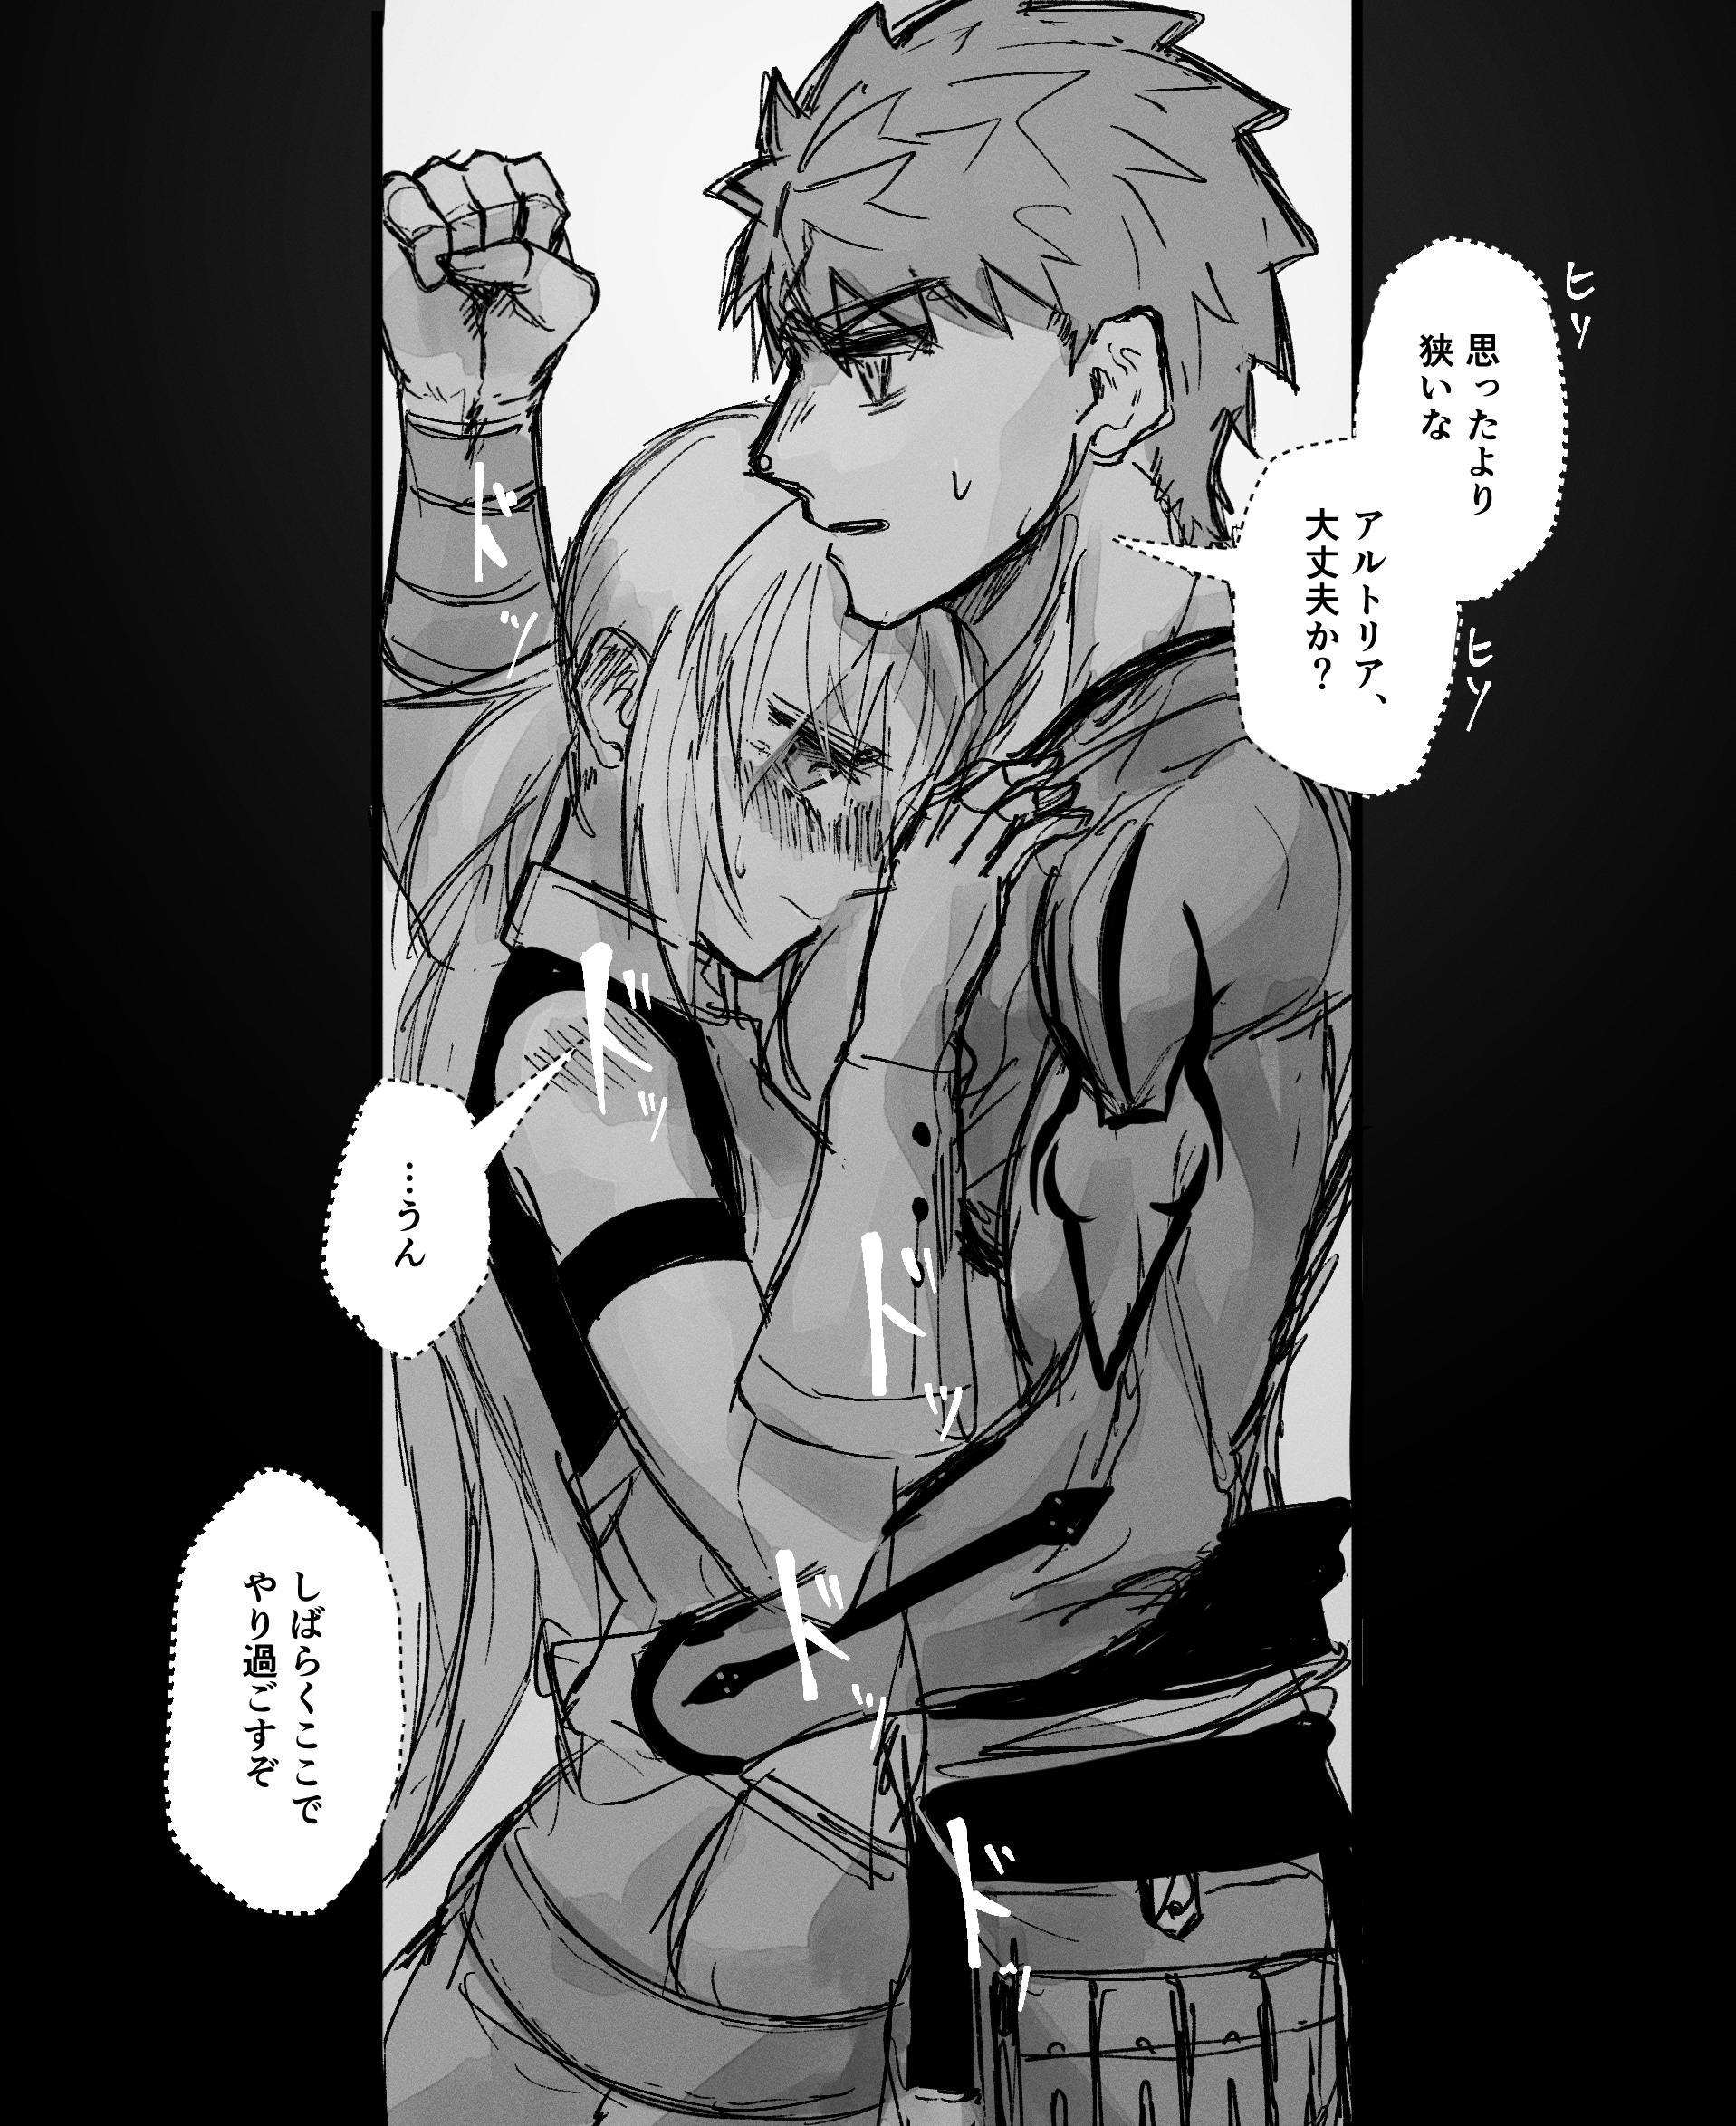 ヒソ
思ったより
狭いな
ヒソ
アルトリア、
大丈夫か?
ドッ
ドッ
…うん
ドッ
ドッ
しばらくここで
やり過ごすぞ
ドッ